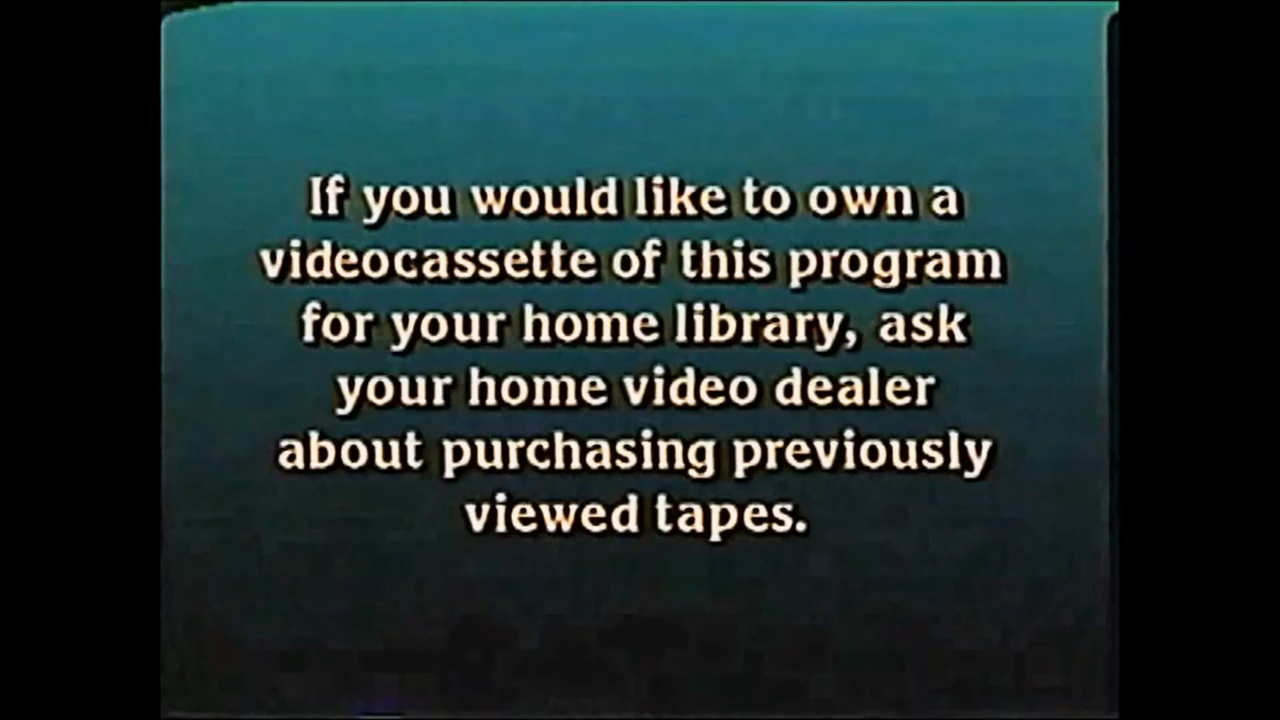 If you would like to own a
videocassette of this program
for your home library, ask
your home video dealer
about purchasing previously
viewed tapes.